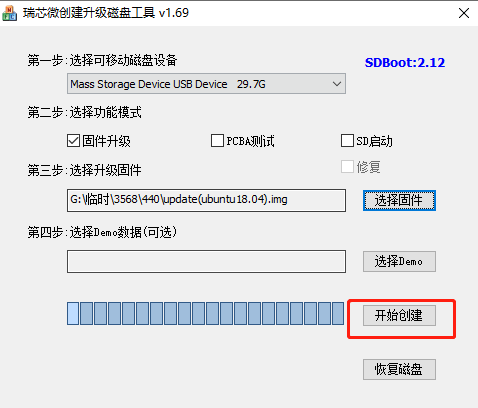 瑞芯微创建升级磁盘工具 v1.69
第一步:选择可移动磁盘设备
SDBoot:2.12
Mass Storage Device USB Device 29.7G
第二步:选择功能模式
固件升级 PCBA测试 SD启动
第三步:选择升级固件 修复
G:\临时\3568\440\update(ubuntu18.04).img 选择固件
第四步:选择Demo数据(可选)
选择Demo
开始创建
恢复磁盘